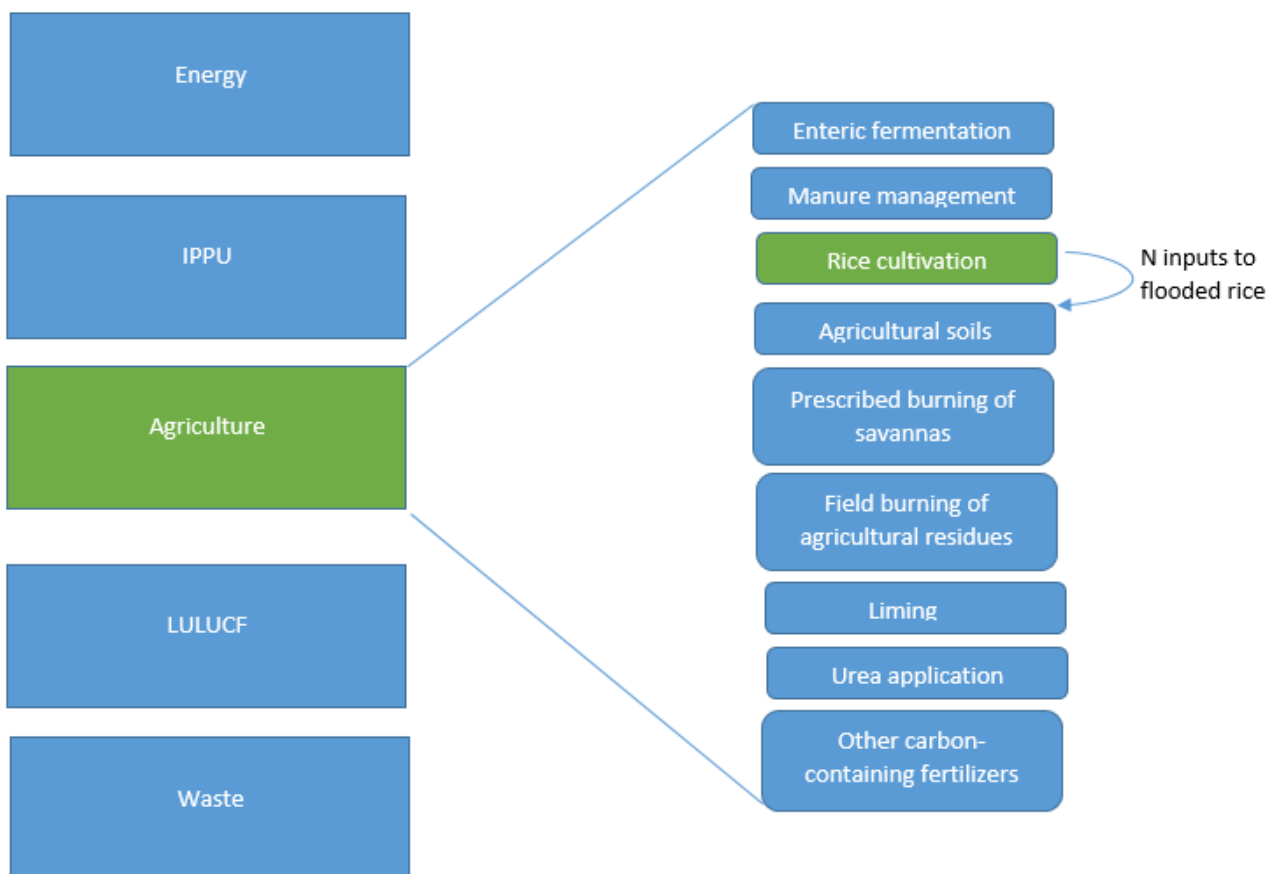 Energy
IPPU
Agriculture
LULUCF
Waste
Enteric fermentation
Manure management
Rice cultivation
Agricultural soils
Prescribed burning of
savannas
Field burning of
agricultural residues
Liming
Urea application
Other carbon-
containing fertilizers
N inputs to
flooded rice